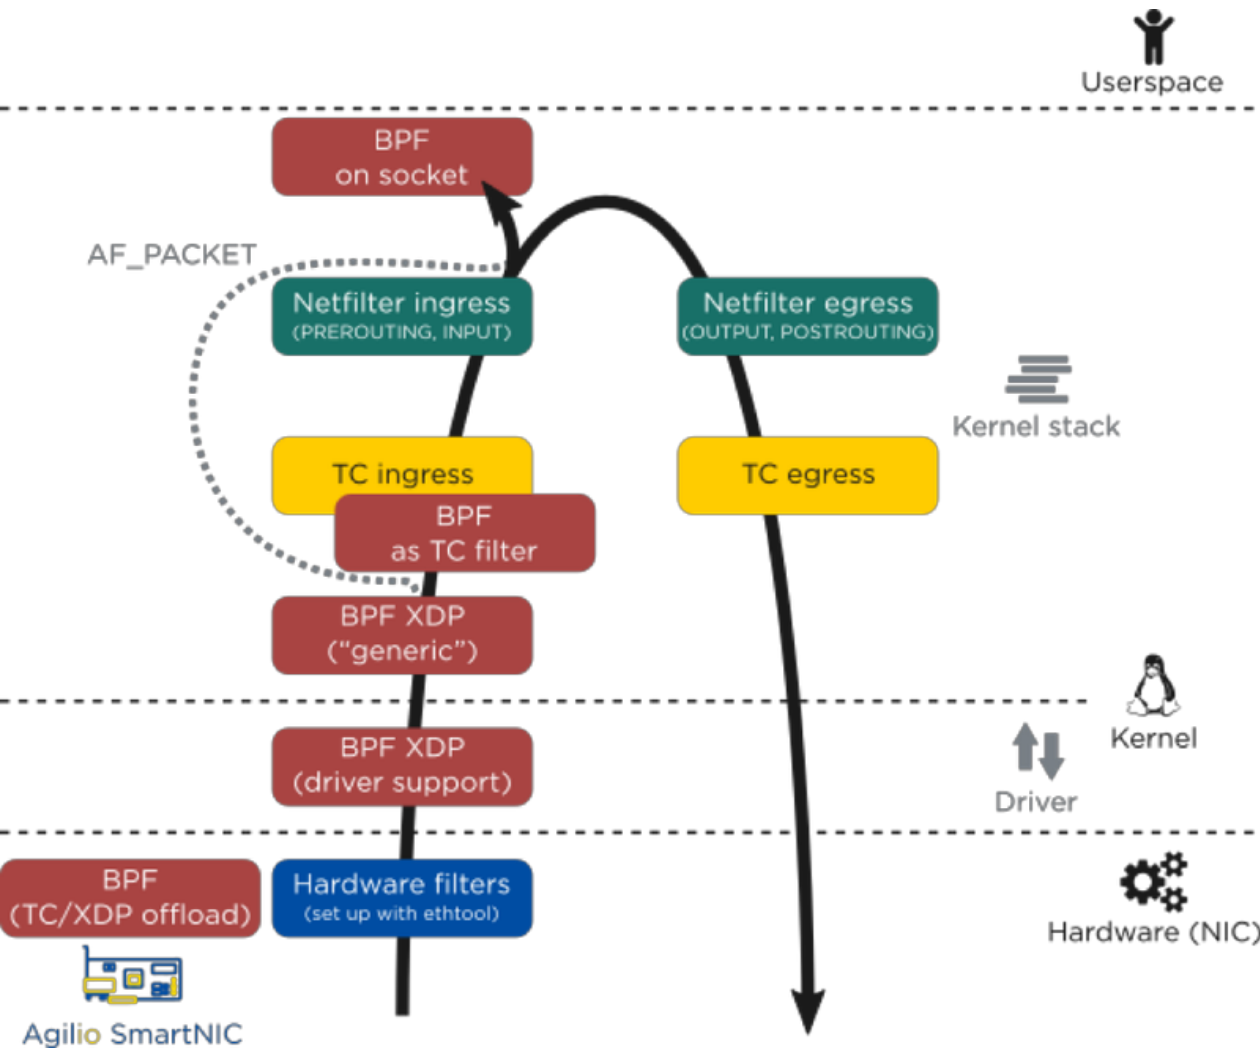 Userspace
BPF
on socket
AF_PACKET
Netfilter ingress
(PREROUTING, INPUT)
Netfilter egress
(OUTPUT, POSTROUTING)
Kernel stack
TC ingress
TC egress
BPF
as TC filter
BPF XDP
(“generic”)
Kernel
BPF XDP
(driver support)
Driver
BPF
(TC/XDP offload)
Hardware filters
(set up with ethtool)
Hardware (NIC)
Agilio SmartNIC